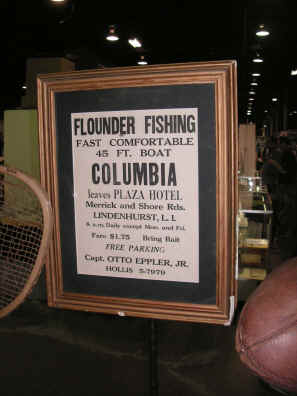 FLOUNDER FISHING
FAST COMFORTABLE
45 FT. BOAT
COLUMBIA
leaves PLAZA HOTEL
Merrick and Shore Rds.
LINDENHURST, L. I.
8 a.m. Daily except Mon. and Fri.
Fare $1.75 Bring Bait
FREE PARKING
Capt. OTTO EPPLER, JR.
HOLLIS 5-7979